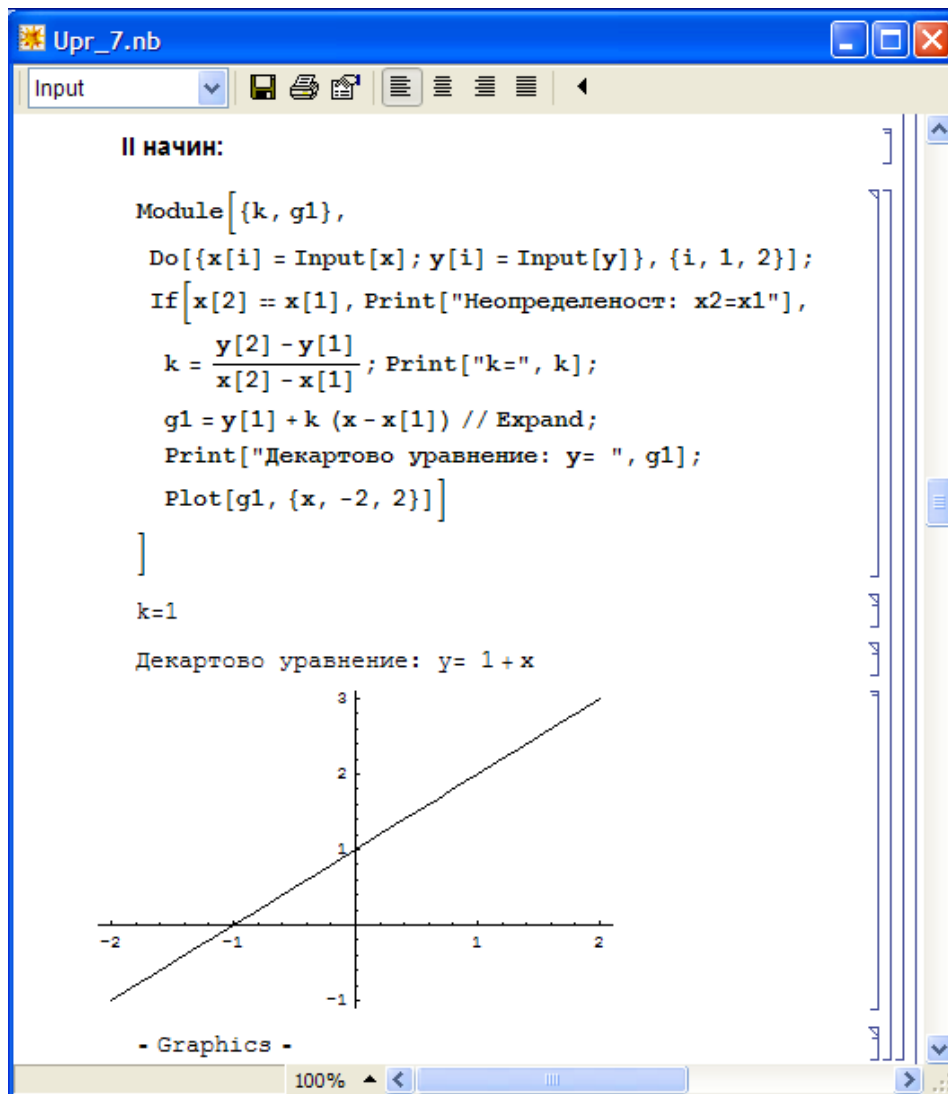 Upr_7.nb
Input
II начин:
Module[{k, g1},
Do[{x[i] = Input[x]; y[i] = Input[y]}, {i, 1, 2}];
If[x[2] == x[1], Print["Неопределеност: x2=x1"],
k = \frac{y[2] - y[1]}{x[2] - x[1]}; Print["k=", k];
g1 = y[1] + k (x - x[1]) // Expand;
Print["Декартово уравнение: y= ", g1];
Plot[g1, {x, -2, 2}]]
]
k=1
Декартово уравнение: y= 1 + x
3
2
1
-2 -1 1 2
-1
- Graphics -
100%